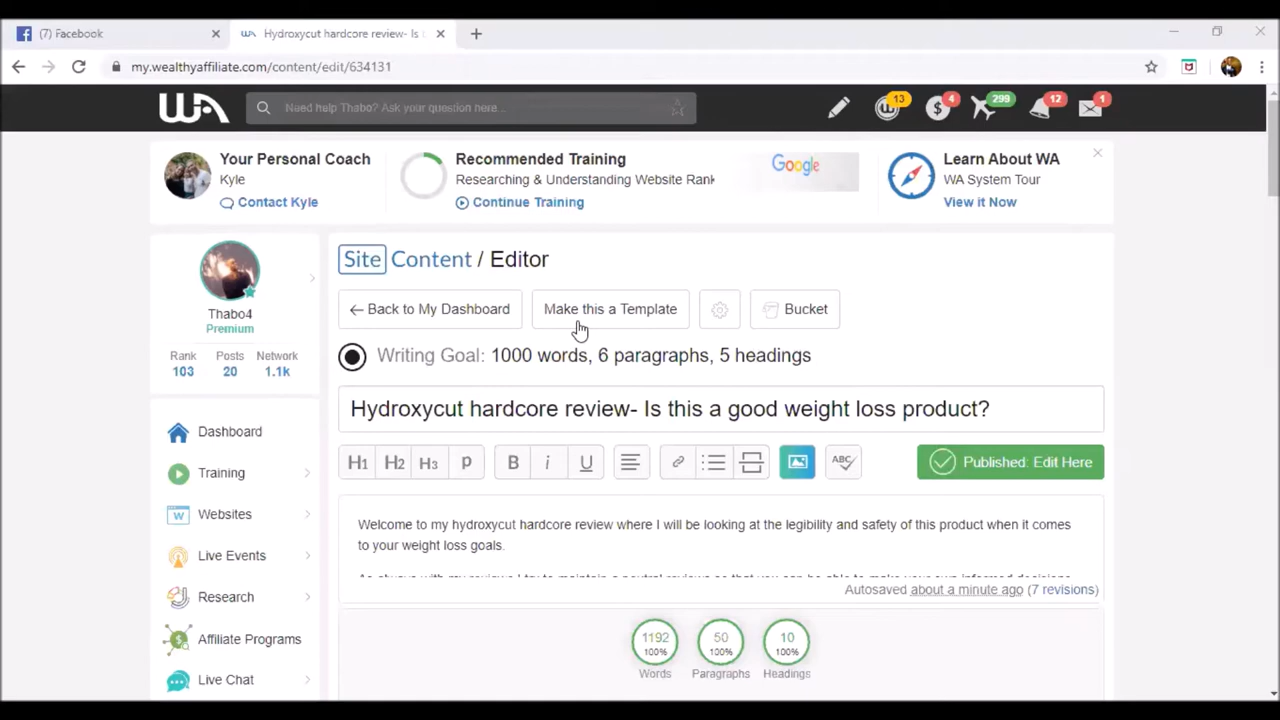 (7) Facebook
Hydroxycut hardcore review- Is t
my.wealthyaffiliate.com/content/edit/634131
WA
Need help Thabo? Ask your question here...
13
4
299
12
1
Your Personal Coach
Kyle
Contact Kyle
Recommended Training
Researching & Understanding Website Rank
Continue Training
Google
Learn About WA
WA System Tour
View it Now
Thabo4
Premium
Rank Posts Network
103 20 1.1k
Dashboard
Training
Websites
Live Events
Research
Affiliate Programs
Live Chat
Site Content / Editor
Back to My Dashboard
Make this a Template
Bucket
Writing Goal: 1000 words, 6 paragraphs, 5 headings
Hydroxycut hardcore review- Is this a good weight loss product?
H1 H2 H3 p B i U ABC
Published: Edit Here
Welcome to my hydroxycut hardcore review where I will be looking at the legibility and safety of this product when it comes
to your weight loss goals.
Autosaved about a minute ago (7 revisions)
1192 50 10
100% 100% 100%
Words Paragraphs Headings